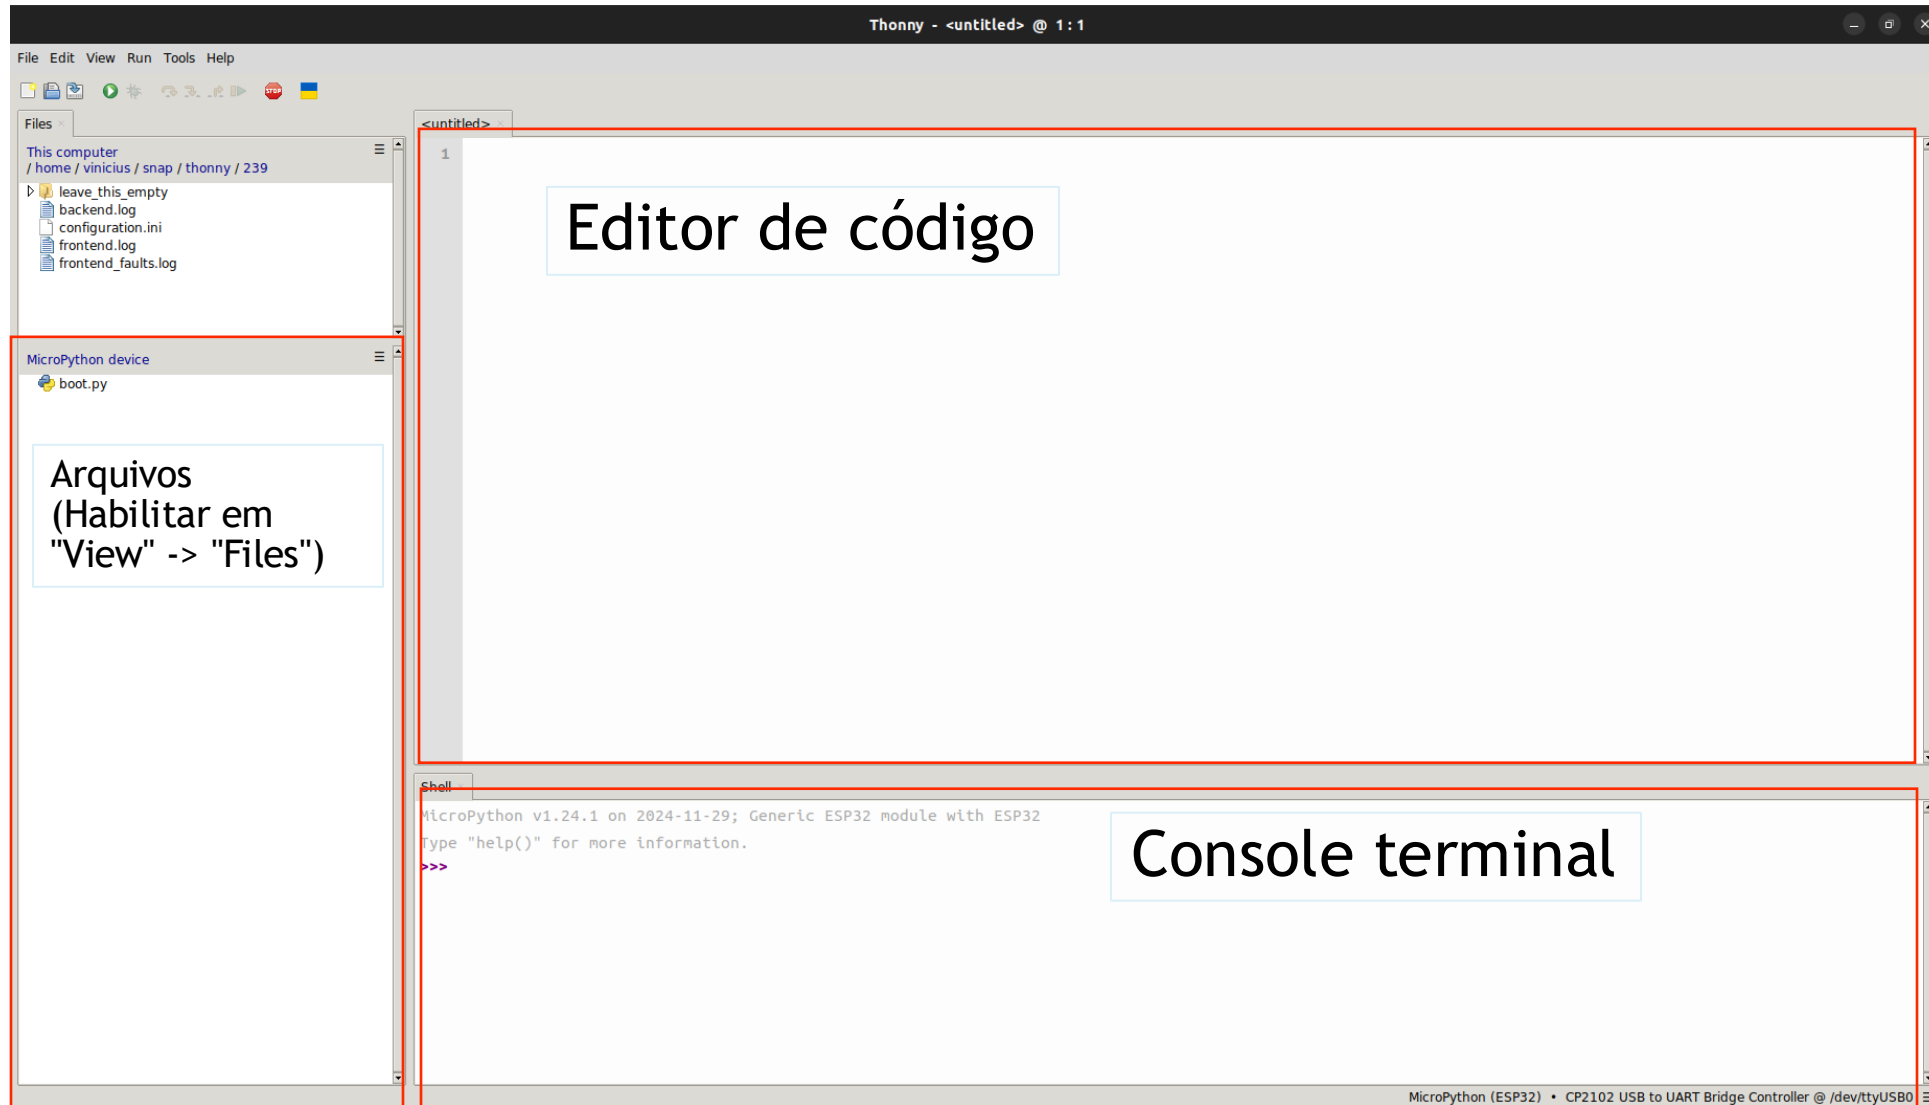 Thonny - <untitled> @ 1:1
File Edit View Run Tools Help
STOP
Files
This computer
/ home / vinicius / snap / thonny / 239
leave_this_empty
backend.log
configuration.ini
frontend.log
frontend_faults.log
MicroPython device
boot.py
Arquivos
(Habilitar em
"View" -> "Files")
<untitled>
1
Editor de código
Shell
MicroPython v1.24.1 on 2024-11-29; Generic ESP32 module with ESP32
Type "help()" for more information.
>>>
Console terminal
MicroPython (ESP32) • CP2102 USB to UART Bridge Controller @ /dev/ttyUSB0